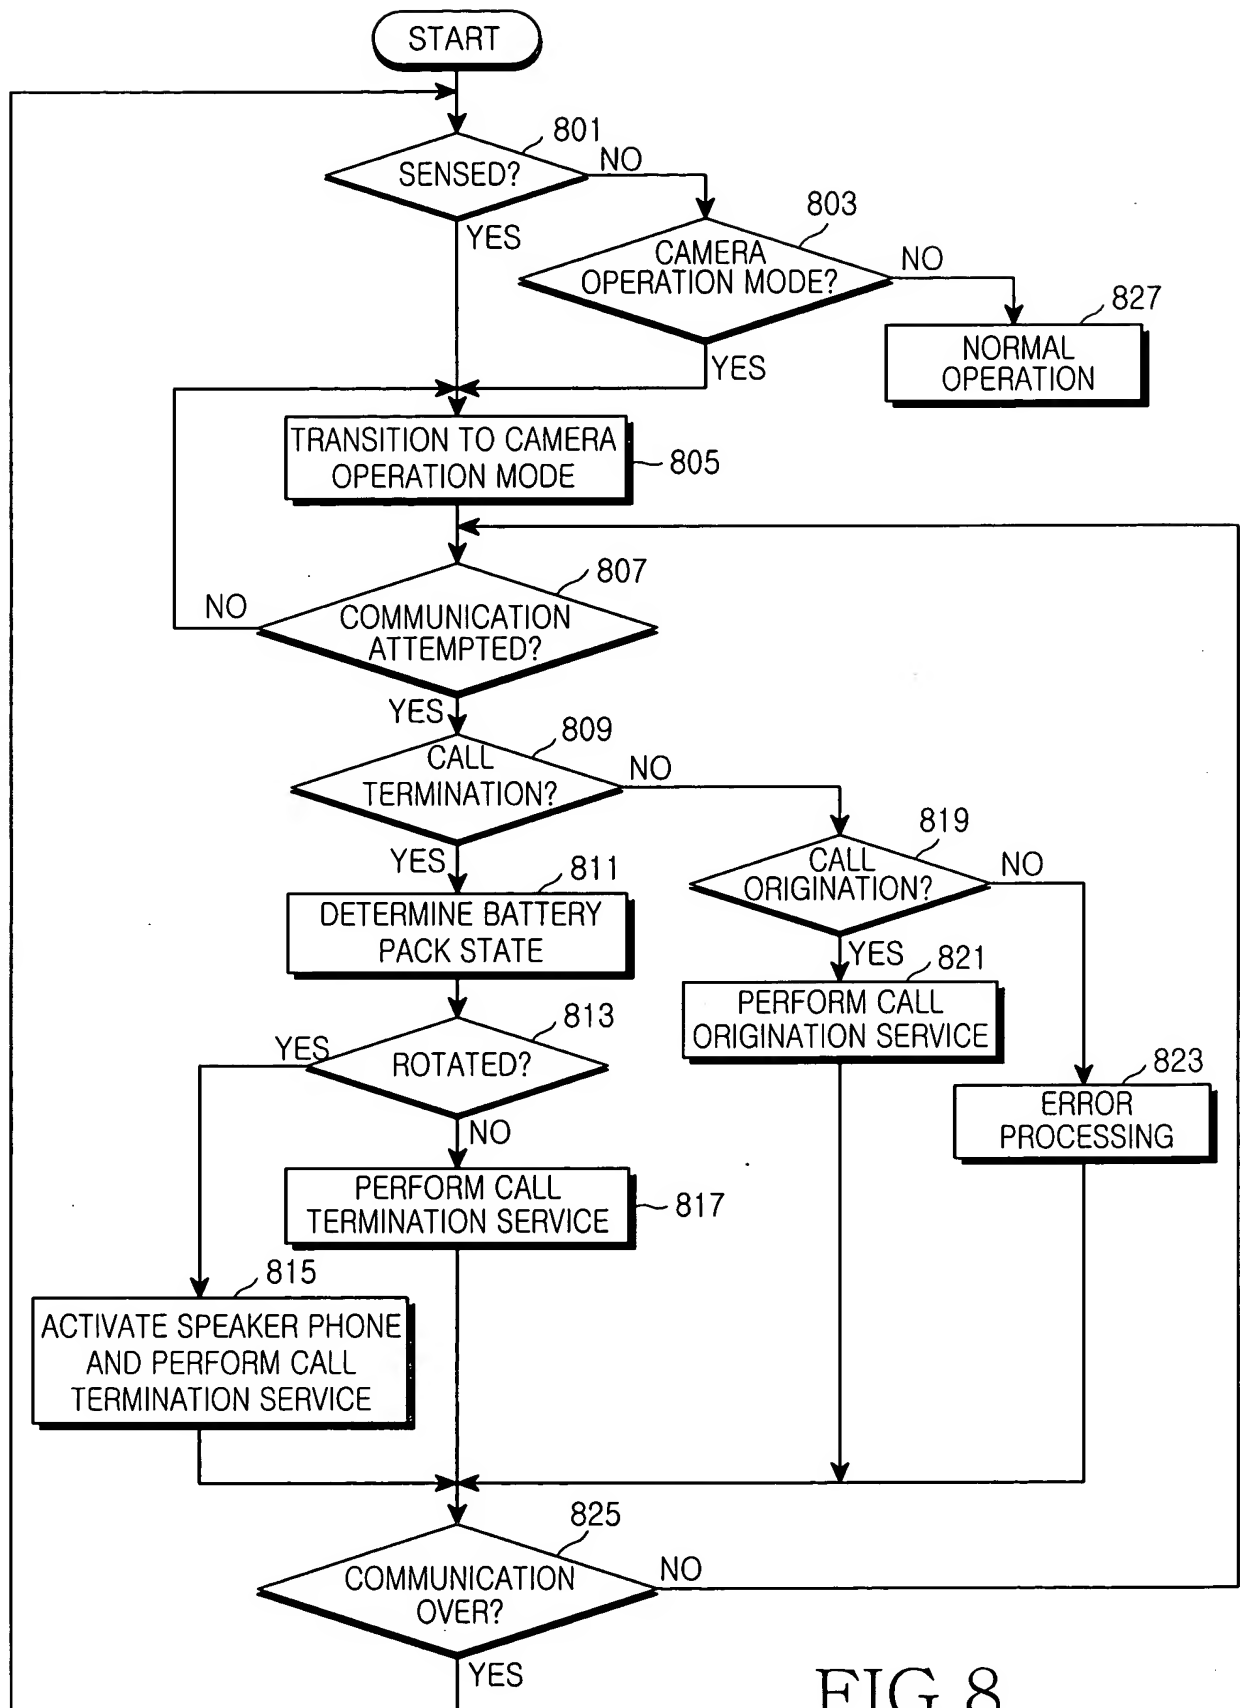 START
801
SENSED?
NO
YES
803
CAMERA
OPERATION MODE?
NO
YES
827
NORMAL
OPERATION
TRANSITION TO CAMERA
OPERATION MODE
805
807
COMMUNICATION
ATTEMPTED?
NO
YES
809
CALL
TERMINATION?
NO
YES
819
CALL
ORIGINATION?
NO
YES
811
DETERMINE BATTERY
PACK STATE
821
PERFORM CALL
ORIGINATION SERVICE
813
ROTATED?
YES
NO
823
ERROR
PROCESSING
PERFORM CALL
TERMINATION SERVICE
817
815
ACTIVATE SPEAKER PHONE
AND PERFORM CALL
TERMINATION SERVICE
825
COMMUNICATION
OVER?
NO
YES
FIG.8